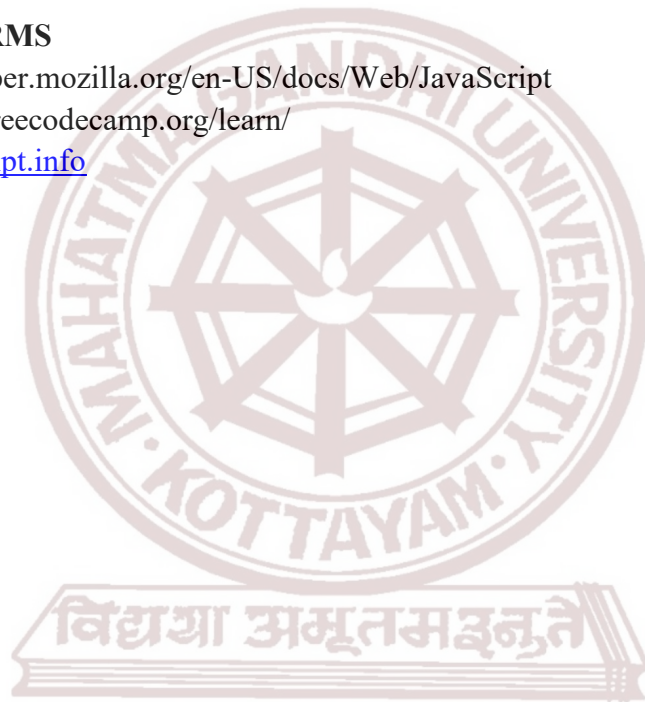 RMS
per.mozilla.org/en-US/docs/Web/JavaScript
reecodecamp.org/learn/
pt.info
MAHATMA GANDHI UNIVERSITY
• KOTTAYAM •
विद्यया अमृतमश्नुते